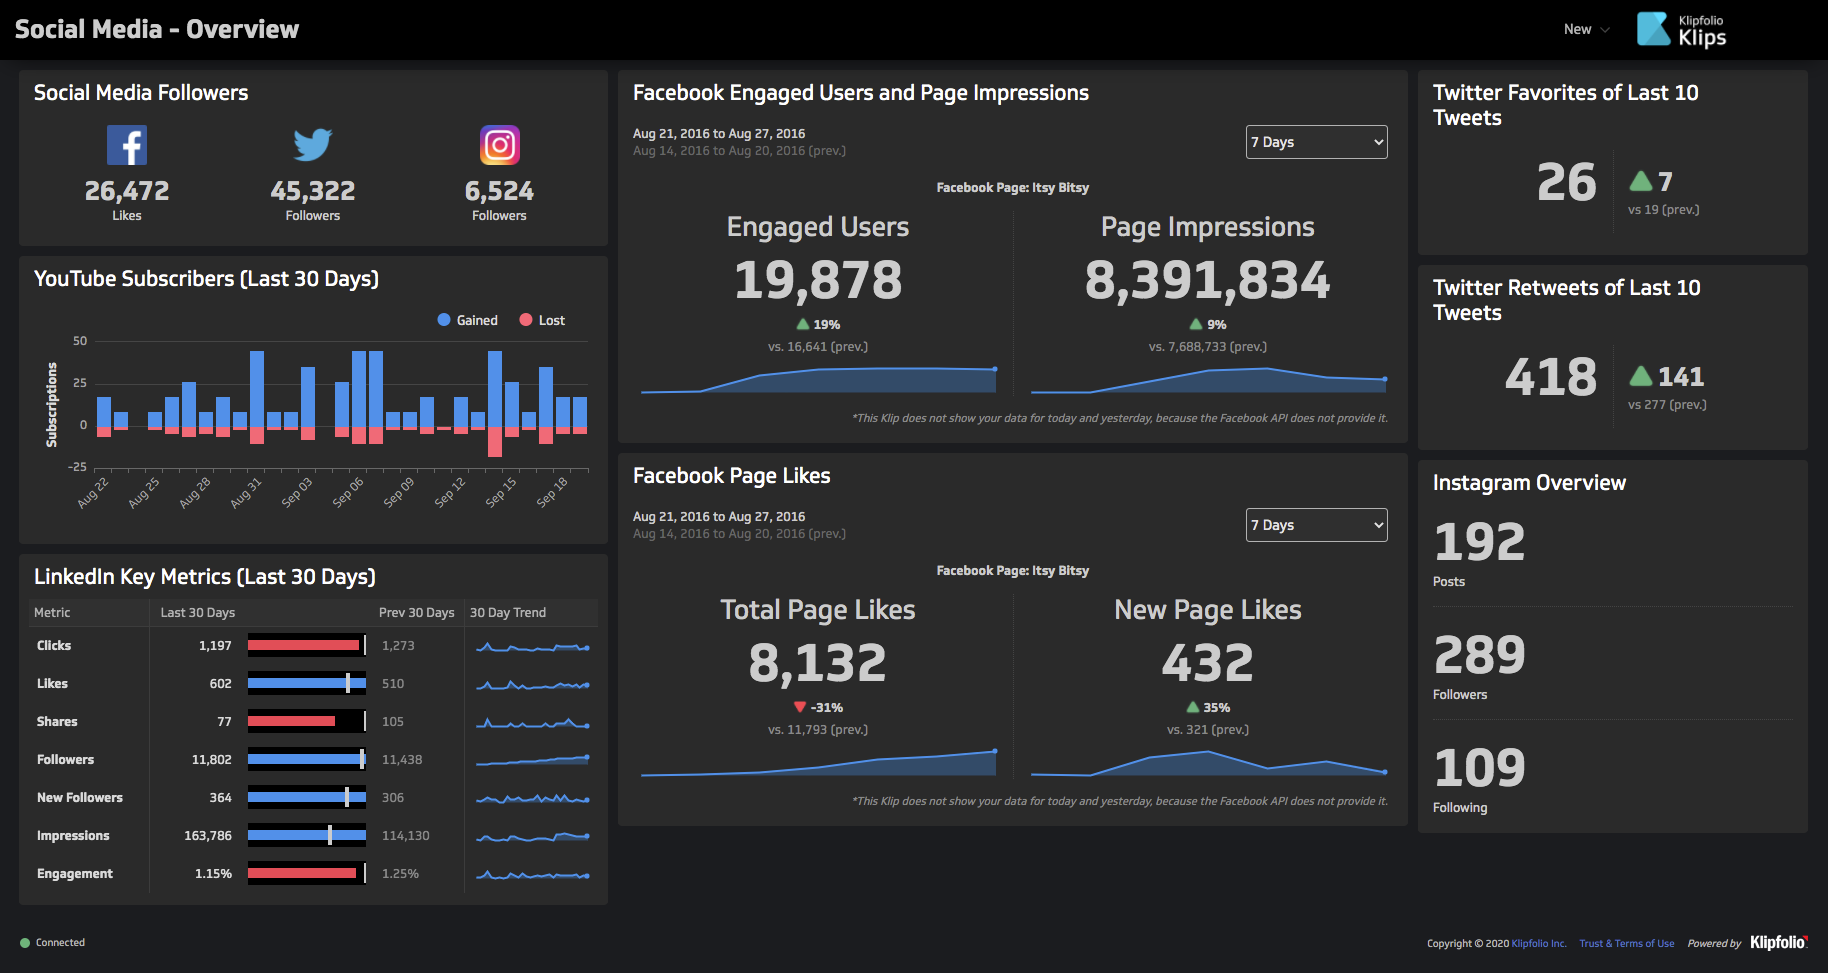 Social Media - Overview
New
Klipfolio
Klips
Social Media Followers
26,472
Likes
45,322
Followers
6,524
Followers
YouTube Subscribers (Last 30 Days)
Gained
Lost
Subscriptions
50
25
0
-25
Aug 22
Aug 25
Aug 28
Aug 31
Sep 03
Sep 06
Sep 09
Sep 12
Sep 15
Sep 18
LinkedIn Key Metrics (Last 30 Days)
Metric Last 30 Days Prev 30 Days 30 Day Trend
Clicks 1,197 1,273
Likes 602 510
Shares 77 105
Followers 11,802 11,438
New Followers 364 306
Impressions 163,786 114,130
Engagement 1.15% 1.25%
Facebook Engaged Users and Page Impressions
Aug 21, 2016 to Aug 27, 2016
Aug 14, 2016 to Aug 20, 2016 (prev.)
7 Days
Facebook Page: Itsy Bitsy
Engaged Users
19,878
19%
vs. 16,641 (prev.)
Page Impressions
8,391,834
9%
vs. 7,688,733 (prev.)
*This Klip does not show your data for today and yesterday, because the Facebook API does not provide it.
Facebook Page Likes
Aug 21, 2016 to Aug 27, 2016
Aug 14, 2016 to Aug 20, 2016 (prev.)
7 Days
Facebook Page: Itsy Bitsy
Total Page Likes
8,132
-31%
vs. 11,793 (prev.)
New Page Likes
432
35%
vs. 321 (prev.)
*This Klip does not show your data for today and yesterday, because the Facebook API does not provide it.
Twitter Favorites of Last 10
Tweets
26
7
vs 19 (prev.)
Twitter Retweets of Last 10
Tweets
418
141
vs 277 (prev.)
Instagram Overview
192
Posts
289
Followers
109
Following
Connected
Copyright © 2020 Klipfolio Inc. Trust & Terms of Use Powered by Klipfolio